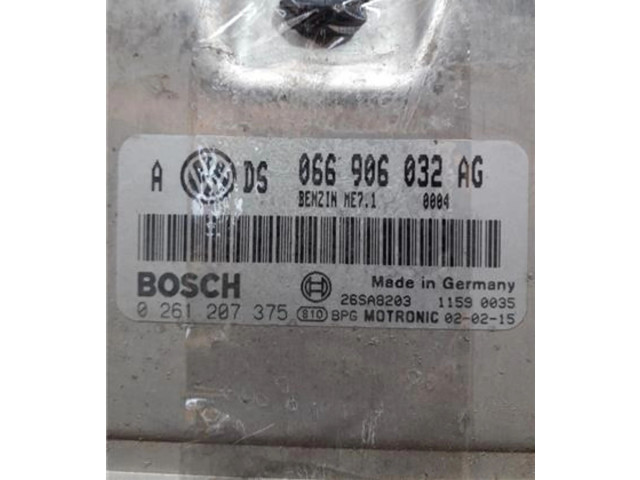 A DS 066 906 032 AG
BENZIN ME7.1 0004
BOSCH Made in Germany
26SA8203 1159 0035
0 261 207 375 S10 BPG MOTRONIC 02-02-15